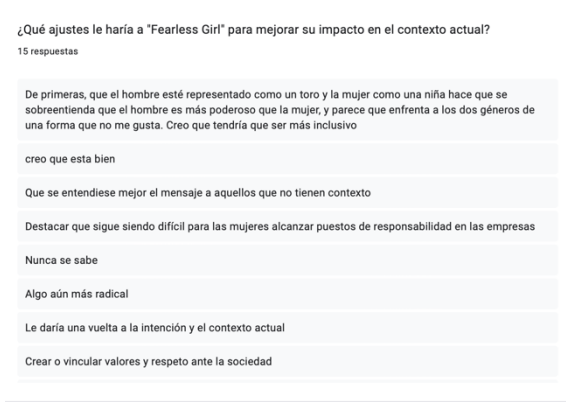 ¿Qué ajustes le haría a "Fearless Girl" para mejorar su impacto en el contexto actual?
15 respuestas
De primeras, que el hombre esté representado como un toro y la mujer como una niña hace que se
sobreentienda que el hombre es más poderoso que la mujer, y parece que enfrenta a los dos géneros de
una forma que no me gusta. Creo que tendría que ser más inclusivo
creo que esta bien
Que se entendiese mejor el mensaje a aquellos que no tienen contexto
Destacar que sigue siendo difícil para las mujeres alcanzar puestos de responsabilidad en las empresas
Nunca se sabe
Algo aún más radical
Le daría una vuelta a la intención y el contexto actual
Crear o vincular valores y respeto ante la sociedad